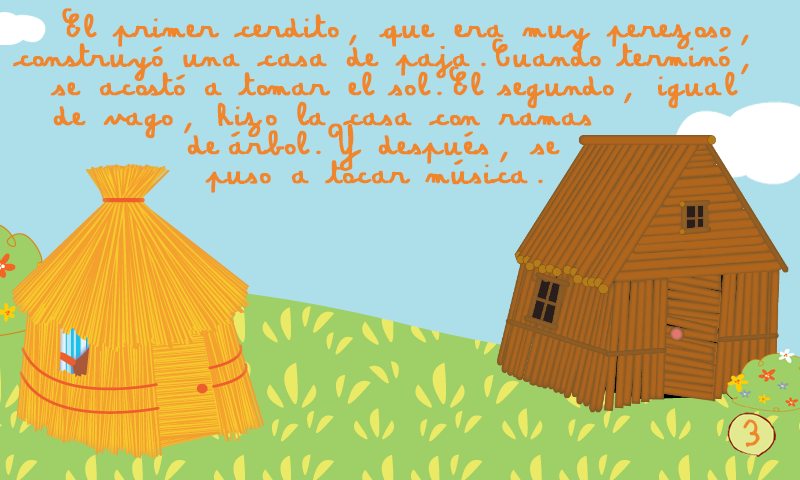 El primer cerdito, que era muy perezoso,
construyó una casa de paja. Cuando terminó,
se acostó a tomar el sol. El segundo, igual
de vago, hizo la casa con ramas
de árbol. Y después, se
puso a tocar música.
3